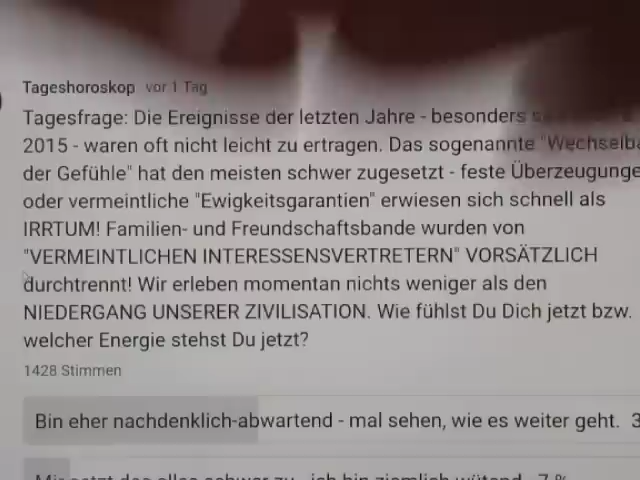 Tageshoroskop vor 1 Tag
Tagesfrage: Die Ereignisse der letzten Jahre - besonders
2015 - waren oft nicht leicht zu ertragen. Das sogenannte "Wechselba
der Gefühle" hat den meisten schwer zugesetzt - feste Überzeugunge
oder vermeintliche "Ewigkeitsgarantien" erwiesen sich schnell als
IRRTUM! Familien- und Freundschaftsbande wurden von
"VERMEINTLICHEN INTERESSENSVERTRETERN" VORSÄTZLICH
durchtrennt! Wir erleben momentan nichts weniger als den
NIEDERGANG UNSERER ZIVILISATION. Wie fühlst Du Dich jetzt bzw.
welcher Energie stehst Du jetzt?
1428 Stimmen
Bin eher nachdenklich-abwartend - mal sehen, wie es weiter geht. 3